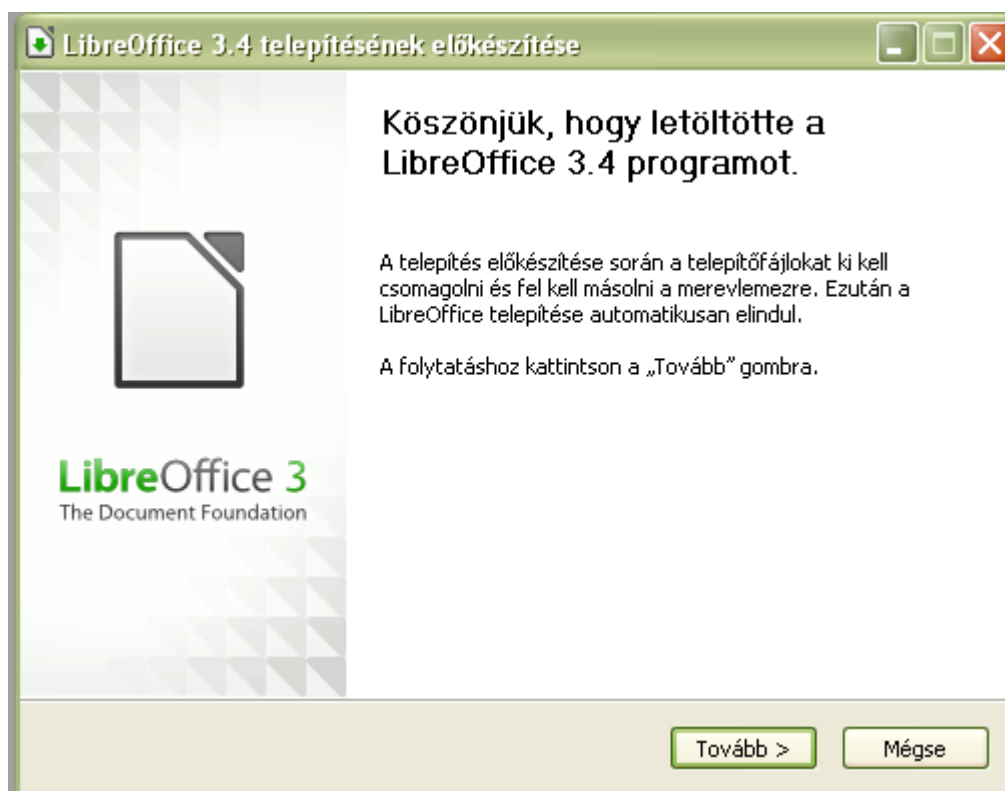 LibreOffice 3.4 telepítésének előkészítése
Köszönjük, hogy letöltötte a
LibreOffice 3.4 programot.
A telepítés előkészítése során a telepítőfájlokat ki kell
csomagolni és fel kell másolni a merevlemezre. Ezután a
LibreOffice telepítése automatikusan elindul.
A folytatáshoz kattintson a „Tovább” gombra.
LibreOffice 3
The Document Foundation
Tovább >
Mégse